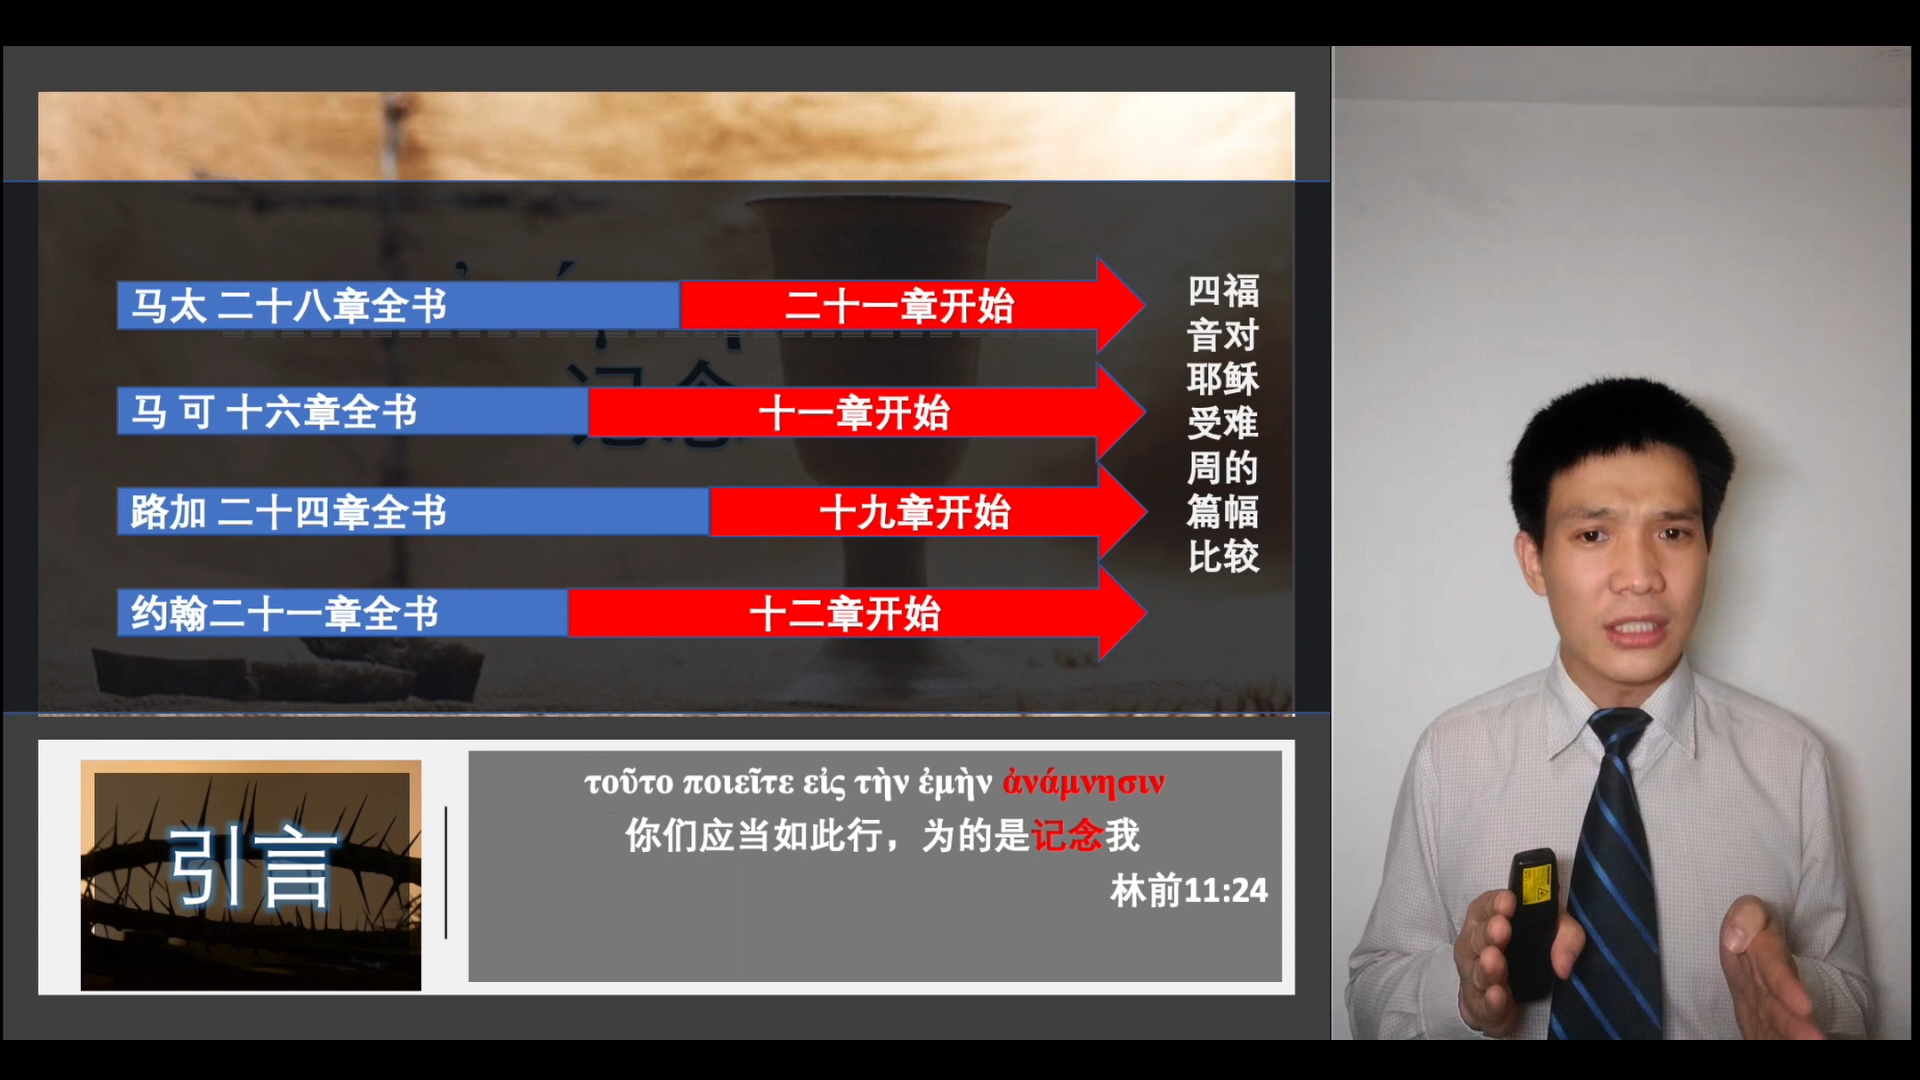 马太 二十八章全书 二十一章开始
马 可 十六章全书 十一章开始
路加 二十四章全书 十九章开始
约翰二十一章全书 十二章开始
四福
音对
耶稣
受难
周的
篇幅
比较
记念
引言
τοῦτο ποιεῖτε εἰς τὴν ἐμὴν ἀνάμνησιν
你们应当如此行，为的是记念我
林前11:24